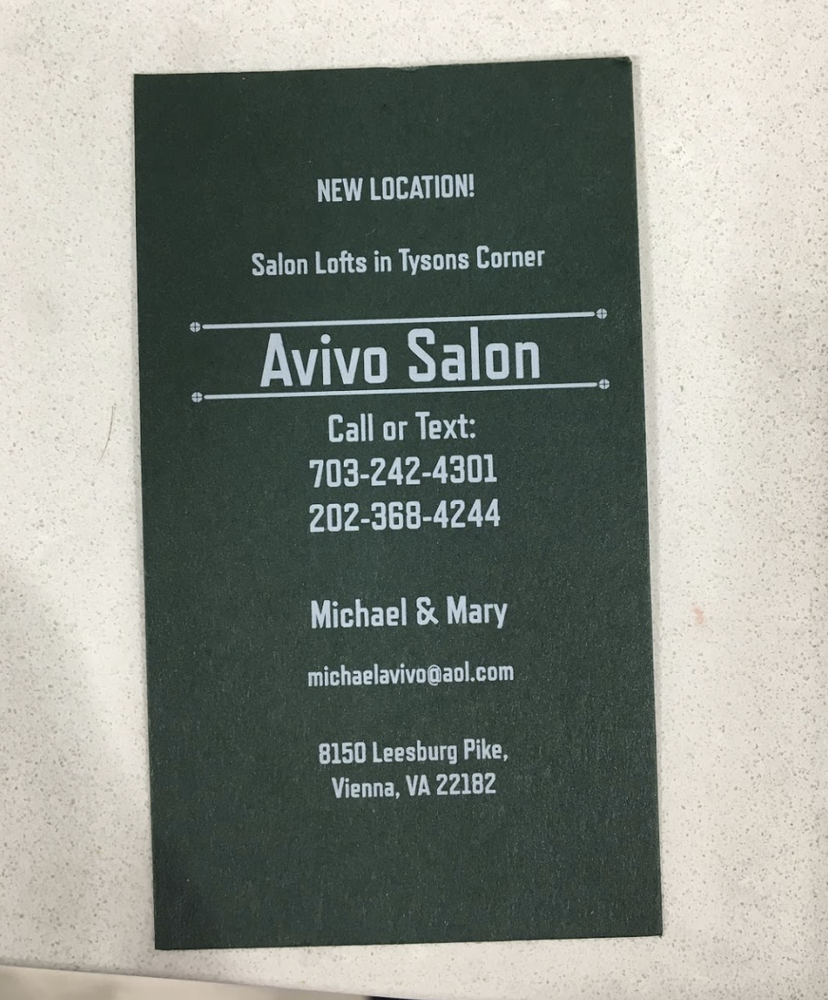 NEW LOCATION!
Salon Lofts in Tysons Corner
Avivo Salon
Call or Text:
703-242-4301
202-368-4244
Michael & Mary
michaelavivo@aol.com
8150 Leesburg Pike,
Vienna, VA 22182